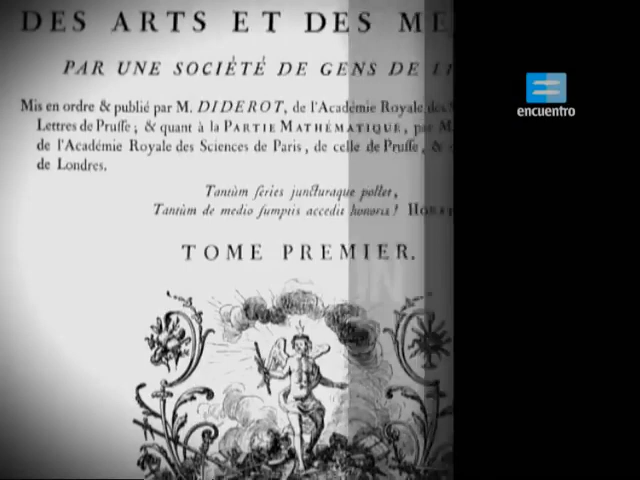 DES ARTS ET DES ME
PAR UNE SOCIÉTÉ DE GENS DE
Mis en ordre & publié par M. DIDEROT, de l'Académie Royale des
Lettres de Prusse; & quant à la PARTIE MATHÉMATIQUE, par M
de l'Académie Royale des Sciences de Paris, de celle de Prusse, &
de Londres.
Tantùm series juncturaque pollet,
Tantùm de medio sumptis accedit honoris!
TOME PREMIER.
encuentro